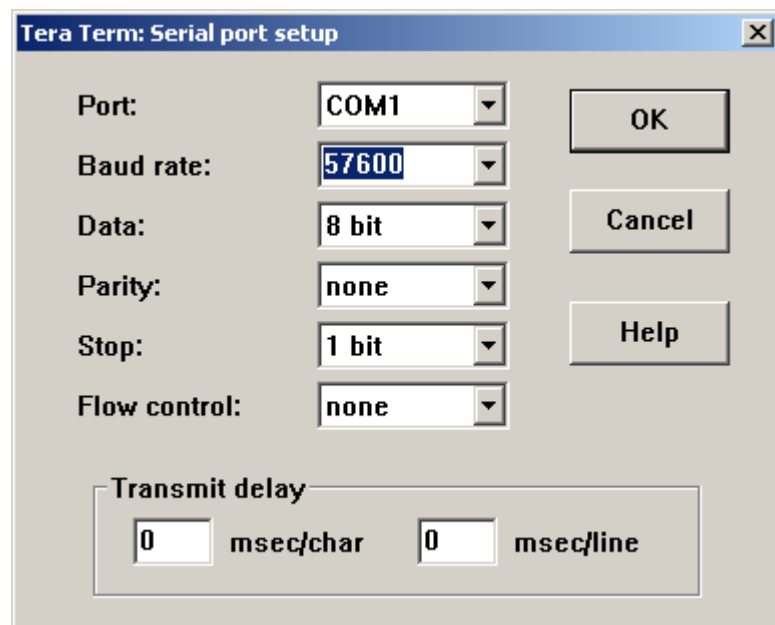 Tera Term: Serial port setup
Port: COM1 OK
Baud rate: 57600
Data: 8 bit Cancel
Parity: none
Stop: 1 bit Help
Flow control: none
Transmit delay
0 msec/char 0 msec/line